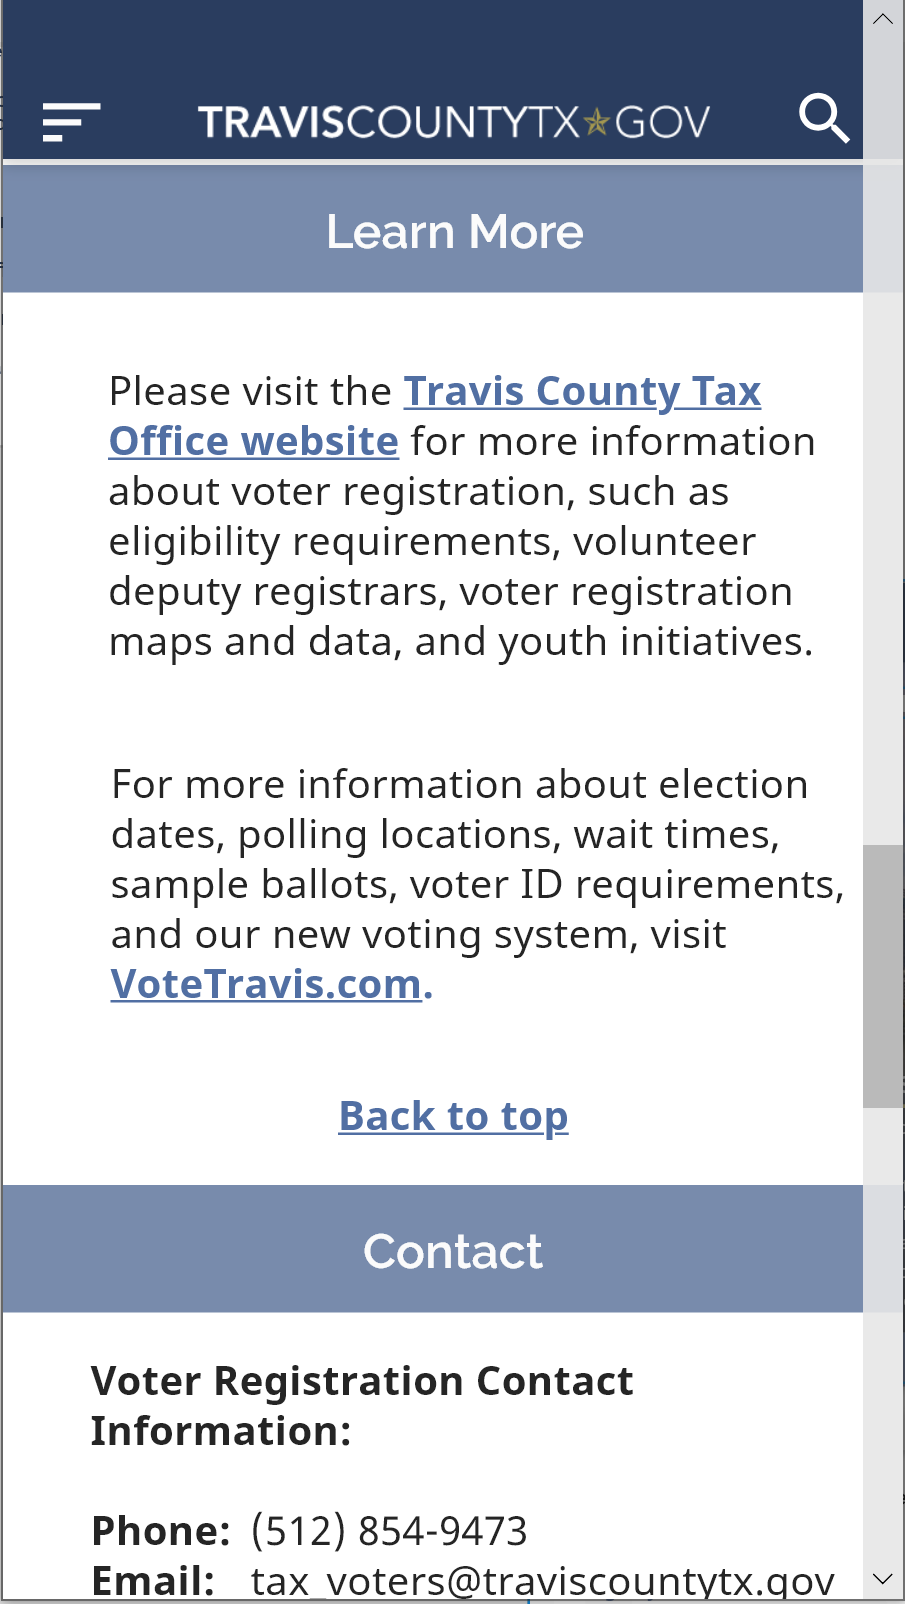 TRAVISCOUNTYTX★GOV
Learn More
Please visit the Travis County Tax
Office website for more information
about voter registration, such as
eligibility requirements, volunteer
deputy registrars, voter registration
maps and data, and youth initiatives.
For more information about election
dates, polling locations, wait times,
sample ballots, voter ID requirements,
and our new voting system, visit
VoteTravis.com.
Back to top
Contact
Voter Registration Contact
Information:
Phone: (512) 854-9473
Email: tax_voters@traviscountytx.gov